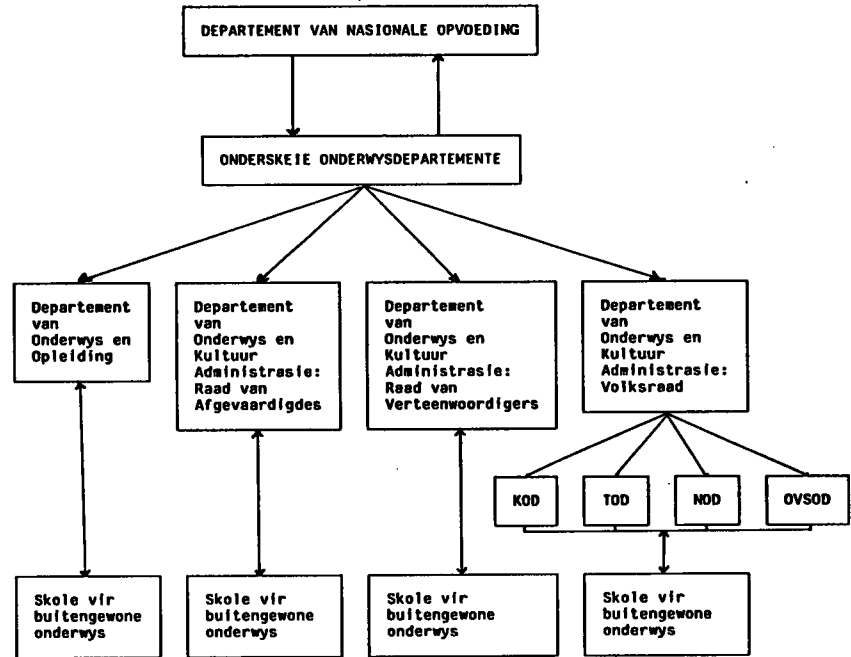 DEPARTEMENT VAN NASIONALE OPVOEDING
ONDERSKEIE ONDERWYSDEPARTEMENTE
Departement
van
Onderwys en
Opleiding
Departement
van
Onderwys en
Kultuur
Administrasie:
Raad van
Afgevaardigdes
Departement
van
Onderwys en
Kultuur
Administrasie:
Raad van
Verteenwoordigers
Departement
van
Onderwys en
Kultuur
Administrasie:
Volksraad
KOD
TOD
NOD
OVSOD
Skole vir
buitengewone
onderwys
Skole vir
buitengewone
onderwys
Skole vir
buitengewone
onderwys
Skole vir
buitengewone
onderwys